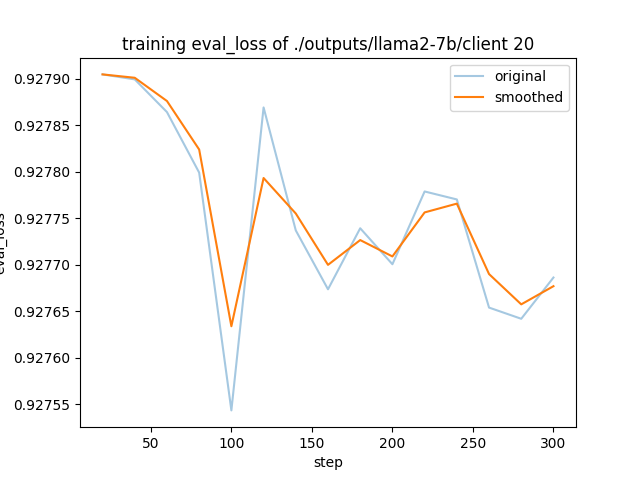 training eval_loss of ./outputs/llama2-7b/client 20
original
smoothed
0.92790
0.92785
0.92780
0.92775
0.92770
0.92765
0.92760
0.92755
eval_loss
50
100
150
200
250
300
step